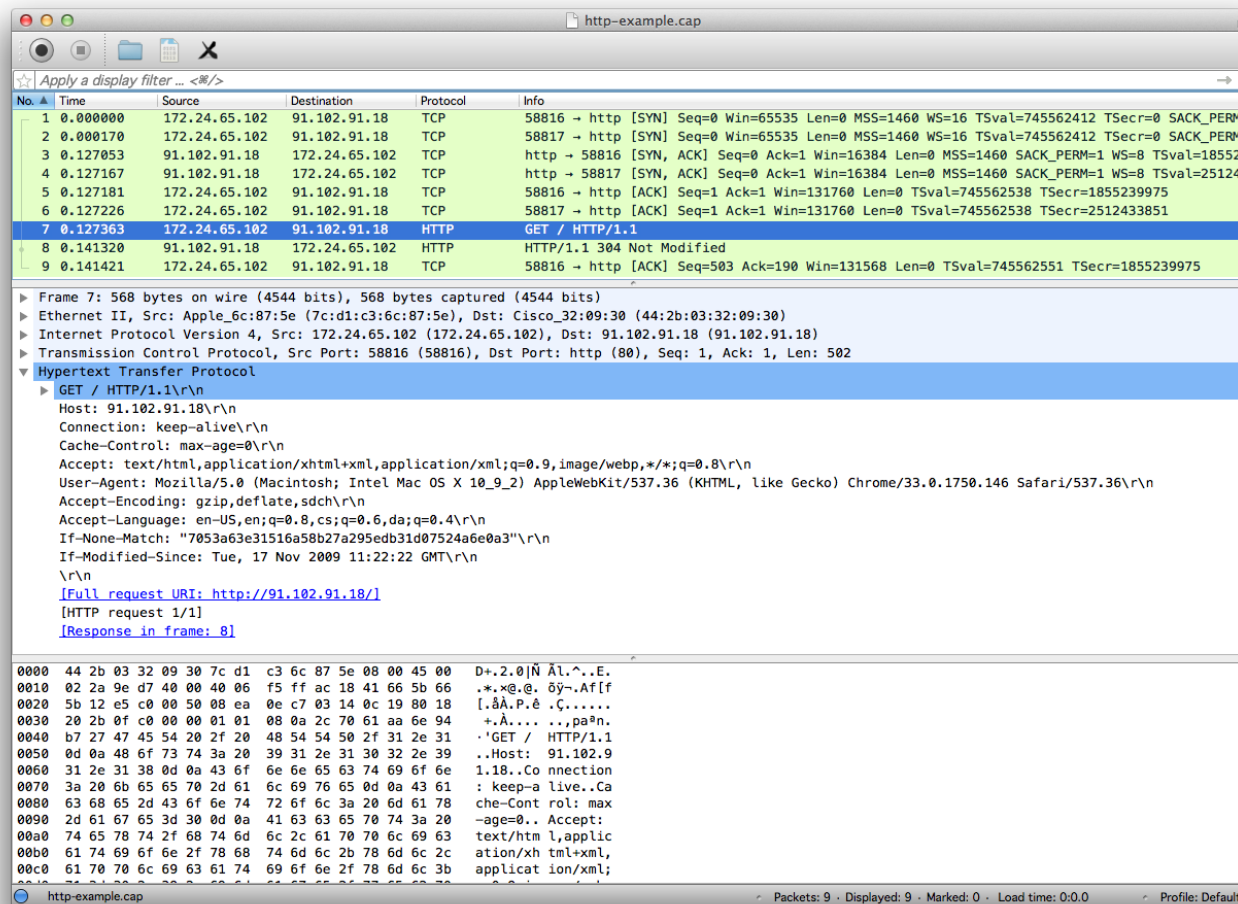 http-example.cap
Apply a display filter ... <⌘/>
No. Time Source Destination Protocol Info
1 0.000000 172.24.65.102 91.102.91.18 TCP 58816 → http [SYN] Seq=0 Win=65535 Len=0 MSS=1460 WS=16 TSval=745562412 TSecr=0 SACK_PERM
2 0.000170 172.24.65.102 91.102.91.18 TCP 58817 → http [SYN] Seq=0 Win=65535 Len=0 MSS=1460 WS=16 TSval=745562412 TSecr=0 SACK_PERM
3 0.127053 91.102.91.18 172.24.65.102 TCP http → 58816 [SYN, ACK] Seq=0 Ack=1 Win=16384 Len=0 MSS=1460 SACK_PERM=1 WS=8 TSval=18552
4 0.127167 91.102.91.18 172.24.65.102 TCP http → 58817 [SYN, ACK] Seq=0 Ack=1 Win=16384 Len=0 MSS=1460 SACK_PERM=1 WS=8 TSval=25124
5 0.127181 172.24.65.102 91.102.91.18 TCP 58816 → http [ACK] Seq=1 Ack=1 Win=131760 Len=0 TSval=745562538 TSecr=1855239975
6 0.127226 172.24.65.102 91.102.91.18 TCP 58817 → http [ACK] Seq=1 Ack=1 Win=131760 Len=0 TSval=745562538 TSecr=2512433851
7 0.127363 172.24.65.102 91.102.91.18 HTTP GET / HTTP/1.1
8 0.141320 91.102.91.18 172.24.65.102 HTTP HTTP/1.1 304 Not Modified
9 0.141421 172.24.65.102 91.102.91.18 TCP 58816 → http [ACK] Seq=503 Ack=190 Win=131568 Len=0 TSval=745562551 TSecr=1855239975
Frame 7: 568 bytes on wire (4544 bits), 568 bytes captured (4544 bits)
Ethernet II, Src: Apple_6c:87:5e (7c:d1:c3:6c:87:5e), Dst: Cisco_32:09:30 (44:2b:03:32:09:30)
Internet Protocol Version 4, Src: 172.24.65.102 (172.24.65.102), Dst: 91.102.91.18 (91.102.91.18)
Transmission Control Protocol, Src Port: 58816 (58816), Dst Port: http (80), Seq: 1, Ack: 1, Len: 502
Hypertext Transfer Protocol
GET / HTTP/1.1\r\n
Host: 91.102.91.18\r\n
Connection: keep-alive\r\n
Cache-Control: max-age=0\r\n
Accept: text/html,application/xhtml+xml,application/xml;q=0.9,image/webp,*/*;q=0.8\r\n
User-Agent: Mozilla/5.0 (Macintosh; Intel Mac OS X 10_9_2) AppleWebKit/537.36 (KHTML, like Gecko) Chrome/33.0.1750.146 Safari/537.36\r\n
Accept-Encoding: gzip,deflate,sdch\r\n
Accept-Language: en-US,en;q=0.8,cs;q=0.6,da;q=0.4\r\n
If-None-Match: "7053a63e31516a58b27a295edb31d07524a6e0a3"\r\n
If-Modified-Since: Tue, 17 Nov 2009 11:22:22 GMT\r\n
\r\n
[Full request URI: http://91.102.91.18/]
[HTTP request 1/1]
[Response in frame: 8]
0000 44 2b 03 32 09 30 7c d1 c3 6c 87 5e 08 00 45 00 D+.2.0|Ñ Ãl.^..E.
0010 02 2a 9e d7 40 00 40 06 f5 ff ac 18 41 66 5b 66 .*.×@.@. õÿ¬.Af[f
0020 5b 12 e5 c0 00 50 08 ea 0e c7 03 14 0c 19 80 18 [.åÀ.P.ê .Ç......
0030 20 2b 0f c0 00 00 01 01 08 0a 2c 70 61 aa 6e 94 +.À.... ..,paªn.
0040 b7 27 47 45 54 20 2f 20 48 54 54 50 2f 31 2e 31 ·'GET / HTTP/1.1
0050 0d 0a 48 6f 73 74 3a 20 39 31 2e 31 30 32 2e 39 ..Host: 91.102.9
0060 31 2e 31 38 0d 0a 43 6f 6e 6e 65 63 74 69 6f 6e 1.18..Co nnection
0070 3a 20 6b 65 65 70 2d 61 6c 69 76 65 0d 0a 43 61 : keep-a live..Ca
0080 63 68 65 2d 43 6f 6e 74 72 6f 6c 3a 20 6d 61 78 che-Cont rol: max
0090 2d 61 67 65 3d 30 0d 0a 41 63 63 65 70 74 3a 20 -age=0.. Accept:
00a0 74 65 78 74 2f 68 74 6d 6c 2c 61 70 70 6c 69 63 text/htm l,applic
00b0 61 74 69 6f 6e 2f 78 68 74 6d 6c 2b 78 6d 6c 2c ation/xh tml+xml,
00c0 61 70 70 6c 69 63 61 74 69 6f 6e 2f 78 6d 6c 3b applicat ion/xml;
http-example.cap Packets: 9 · Displayed: 9 · Marked: 0 · Load time: 0:0.0 Profile: Default